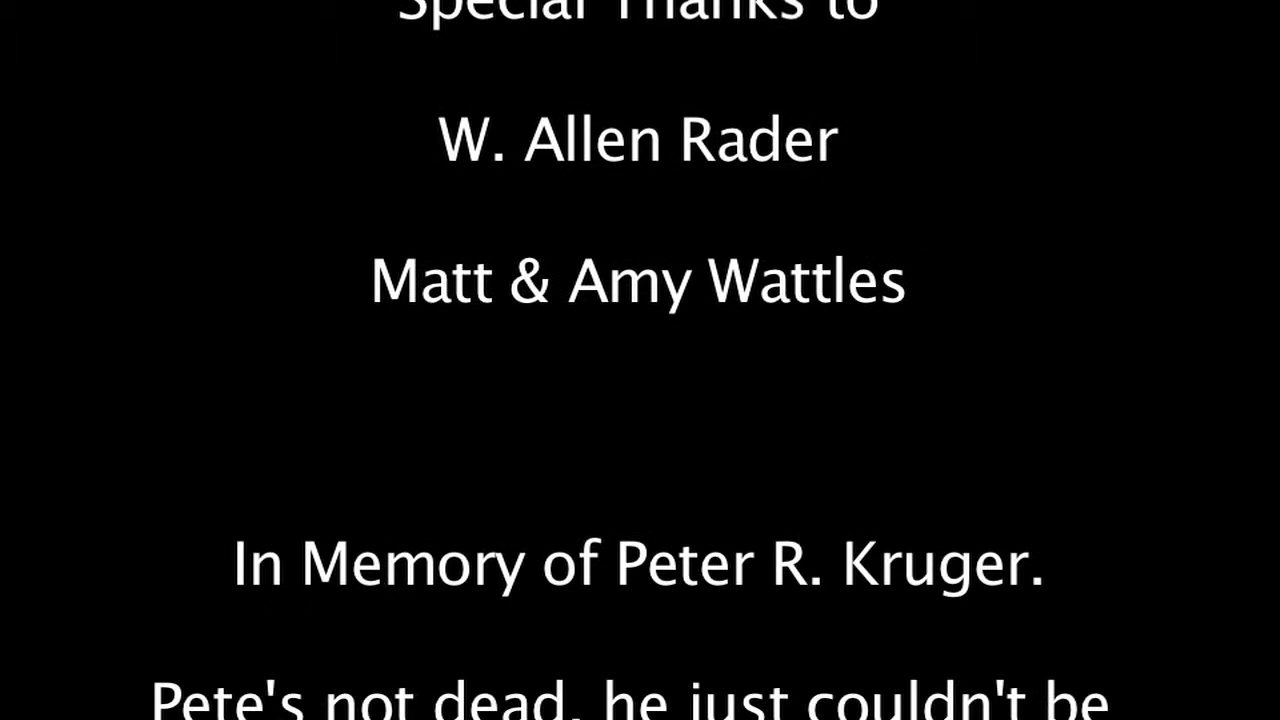 Special Thanks to
W. Allen Rader
Matt & Amy Wattles
In Memory of Peter R. Kruger.
Pete's not dead, he just couldn't be